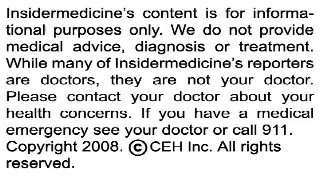 Insidermedicine's content is for informa-
tional purposes only. We do not provide
medical advice, diagnosis or treatment.
While many of Insidermedicine's reporters
are doctors, they are not your doctor.
Please contact your doctor about your
health concerns. If you have a medical
emergency see your doctor or call 911.
Copyright 2008. ©CEH Inc. All rights
reserved.